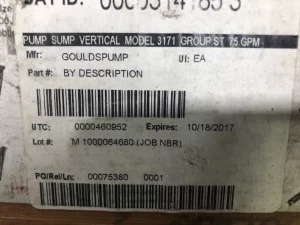 PUMP SUMP VERTICAL MODEL 3171 GROUP ST 75 GPM
Mfr: GOULDSPUMP UI: EA
Part #: BY DESCRIPTION
UTC: 0000460952 Expires: 10/18/2017
Lot #: M 1000064680 (JOB NBR)
PO/Rel/Ln: 00075380 0001